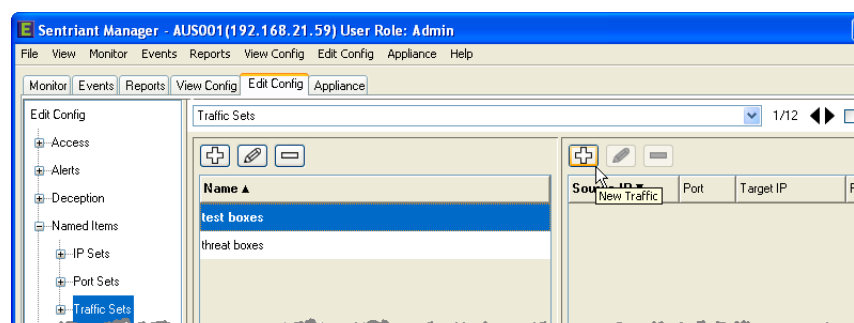 Sentriant Manager - AUS001(192.168.21.59) User Role: Admin
File View Monitor Events Reports View Config Edit Config Appliance Help
Monitor Events Reports View Config Edit Config Appliance
Edit Config
Traffic Sets 1/12
Access
Alerts
Deception
Named Items
IP Sets
Port Sets
Traffic Sets
Name
test boxes
threat boxes
Source IP Port Target IP
New Traffic